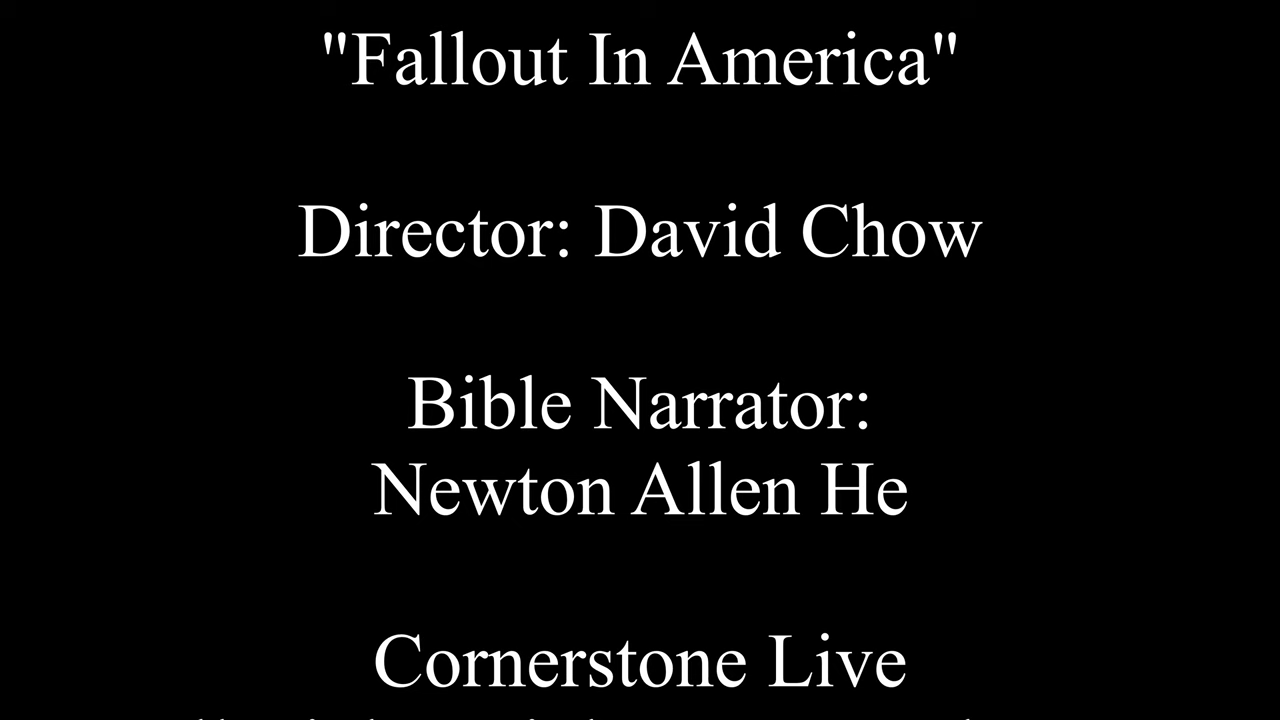 "Fallout In America"
Director: David Chow
Bible Narrator:
Newton Allen He
Cornerstone Live